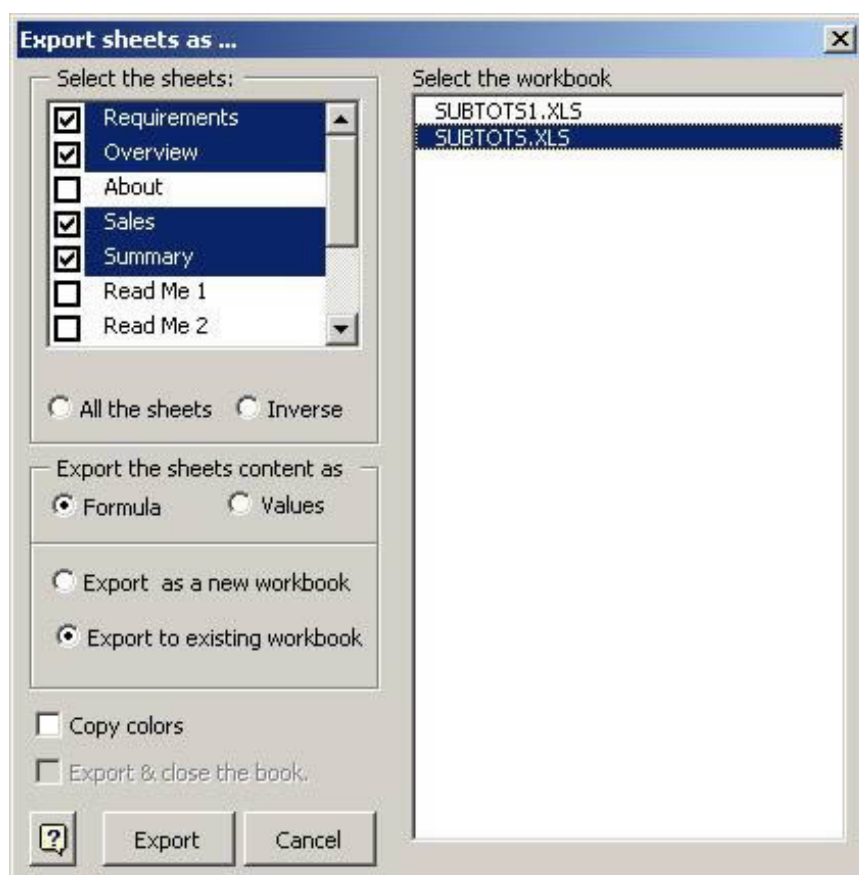 Export sheets as ...
Select the sheets:
Requirements
Overview
About
Sales
Summary
Read Me 1
Read Me 2
All the sheets Inverse
Export the sheets content as
Formula Values
Export as a new workbook
Export to existing workbook
Copy colors
Export & close the book.
Export Cancel
Select the workbook
SUBTOTS1.XLS
SUBTOTS.XLS